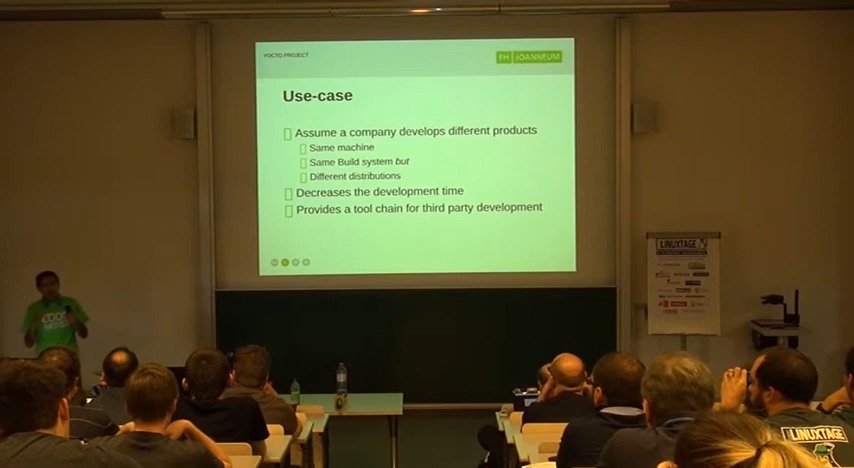 YOCTO PROJECT
FH JOANNEUM
Use-case
Assume a company develops different products
Same machine
Same Build system but
Different distributions
Decreases the development time
Provides a tool chain for third party development
LINUXTAGE
LINUXTAGE